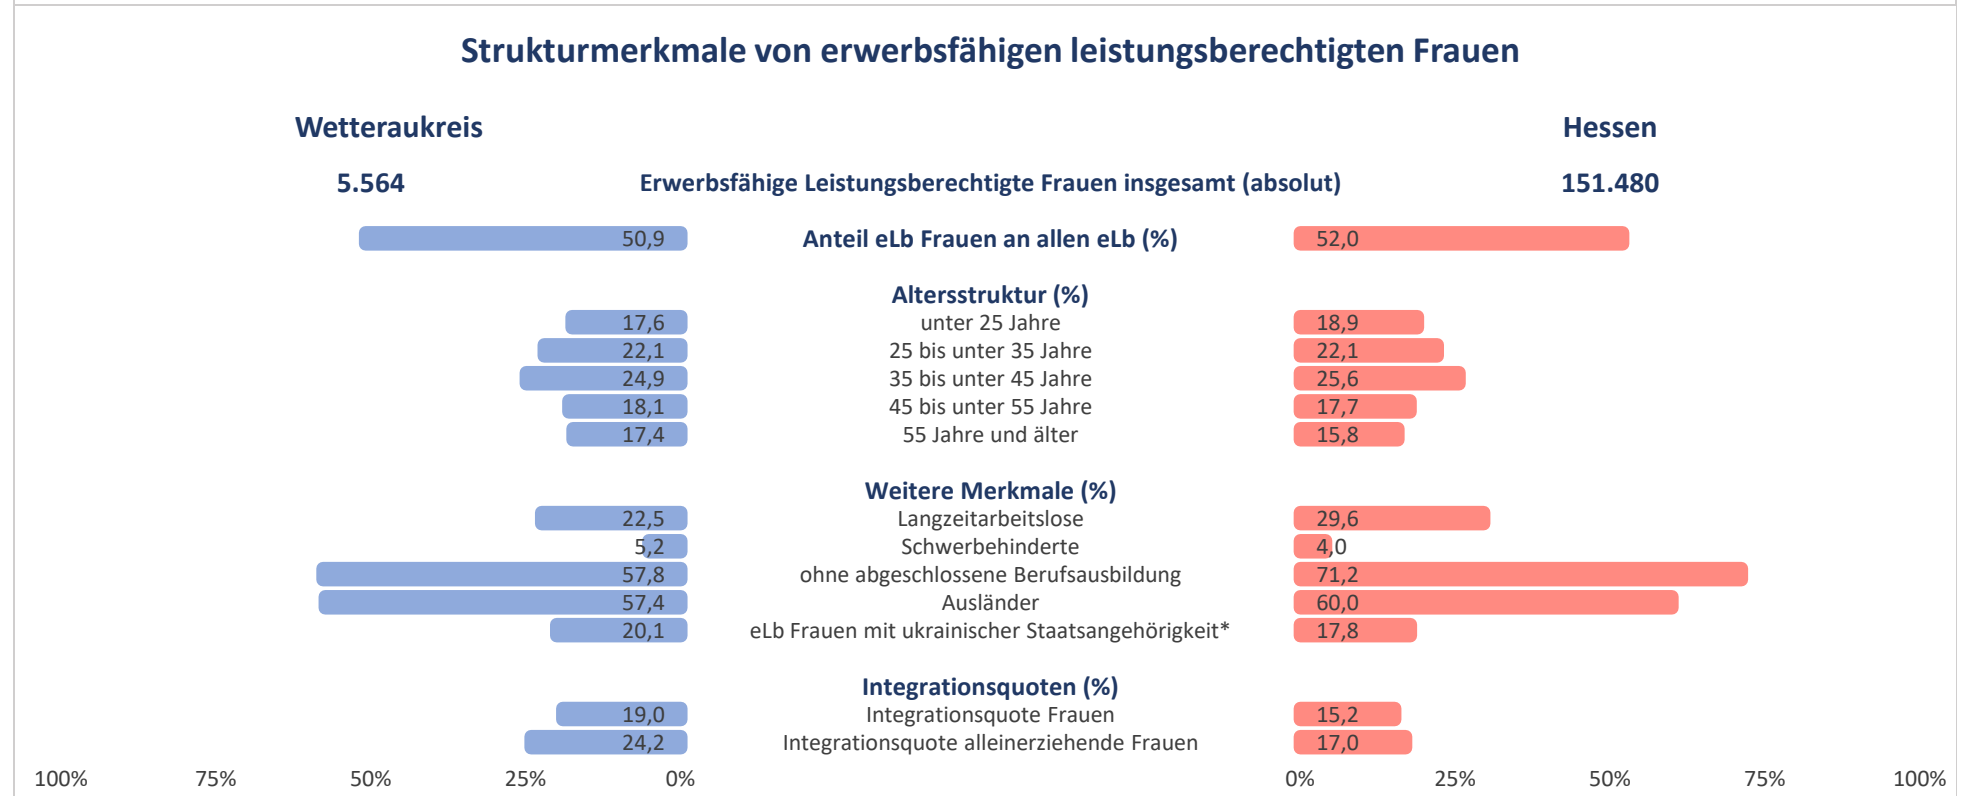 Strukturmerkmale von erwerbsfähigen leistungsberechtigten Frauen
Wetteraukreis Hessen
5.564 Erwerbsfähige Leistungsberechtigte Frauen insgesamt (absolut) 151.480
50,9 Anteil eLb Frauen an allen eLb (%) 52,0
Altersstruktur (%)
17,6 unter 25 Jahre 18,9
22,1 25 bis unter 35 Jahre 22,1
24,9 35 bis unter 45 Jahre 25,6
18,1 45 bis unter 55 Jahre 17,7
17,4 55 Jahre und älter 15,8
Weitere Merkmale (%)
22,5 Langzeitarbeitslose 29,6
5,2 Schwerbehinderte 4,0
57,8 ohne abgeschlossene Berufsausbildung 71,2
57,4 Ausländer 60,0
20,1 eLb Frauen mit ukrainischer Staatsangehörigkeit* 17,8
Integrationsquoten (%)
19,0 Integrationsquote Frauen 15,2
24,2 Integrationsquote alleinerziehende Frauen 17,0
100% 75% 50% 25% 0% 0% 25% 50% 75% 100%